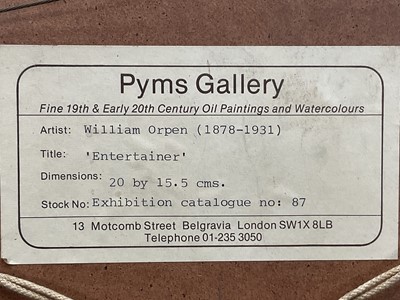 Pyms Gallery
Fine 19th & Early 20th Century Oil Paintings and Watercolours
Artist: William Orpen (1878-1931)
Title: 'Entertainer'
Dimensions: 20 by 15.5 cms.
Stock No: Exhibition catalogue no: 87
13 Motcomb Street Belgravia London SW1X 8LB
Telephone 01-235 3050